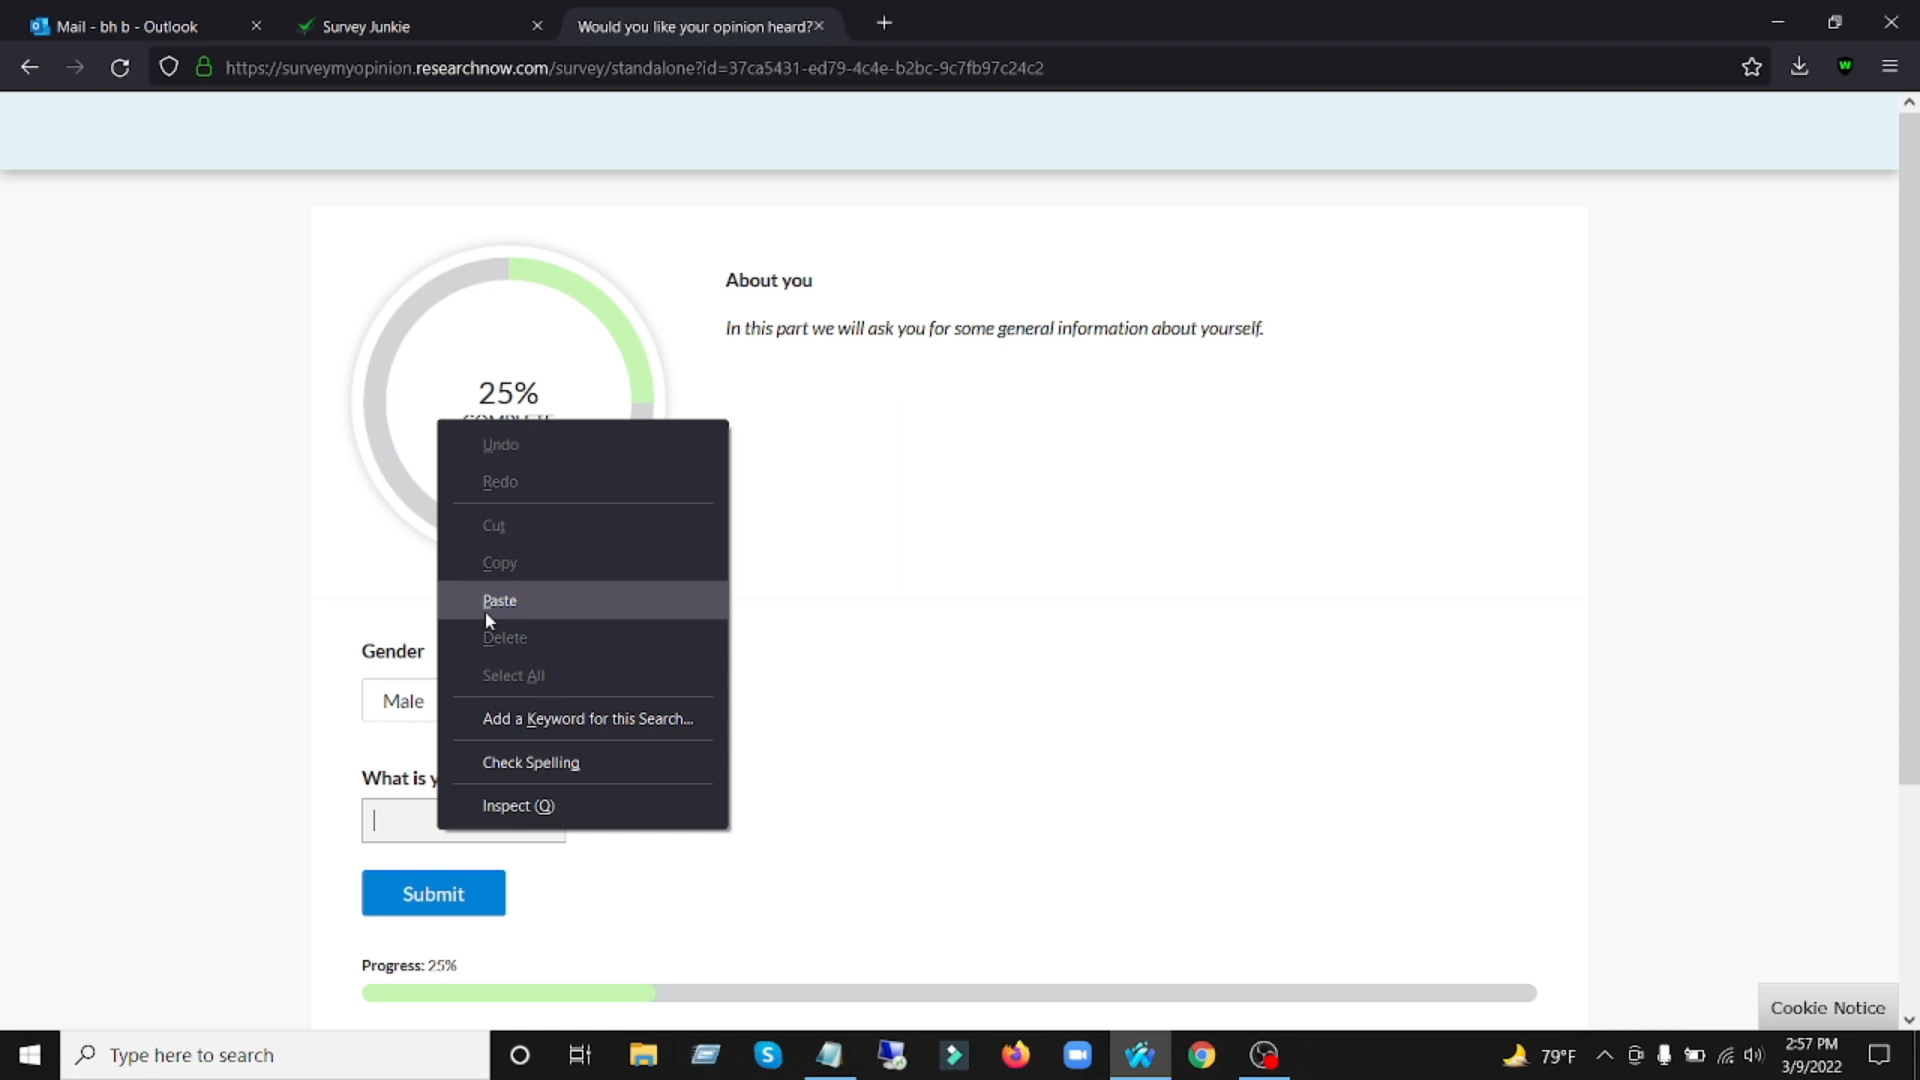 Mail - bh b - Outlook
Survey Junkie
Would you like your opinion heard?
https://surveymyopinion.researchnow.com/survey/standalone?id=37ca5431-ed79-4c4e-b2bc-9c7fb97c24c2
About you
In this part we will ask you for some general information about yourself.
25%
COMPLETE
Undo
Redo
Cut
Copy
Paste
Delete
Select All
Add a Keyword for this Search...
Check Spelling
Inspect (Q)
Gender
Male
What is y
Submit
Progress: 25%
Cookie Notice
Type here to search
79°F
2:57 PM
3/9/2022